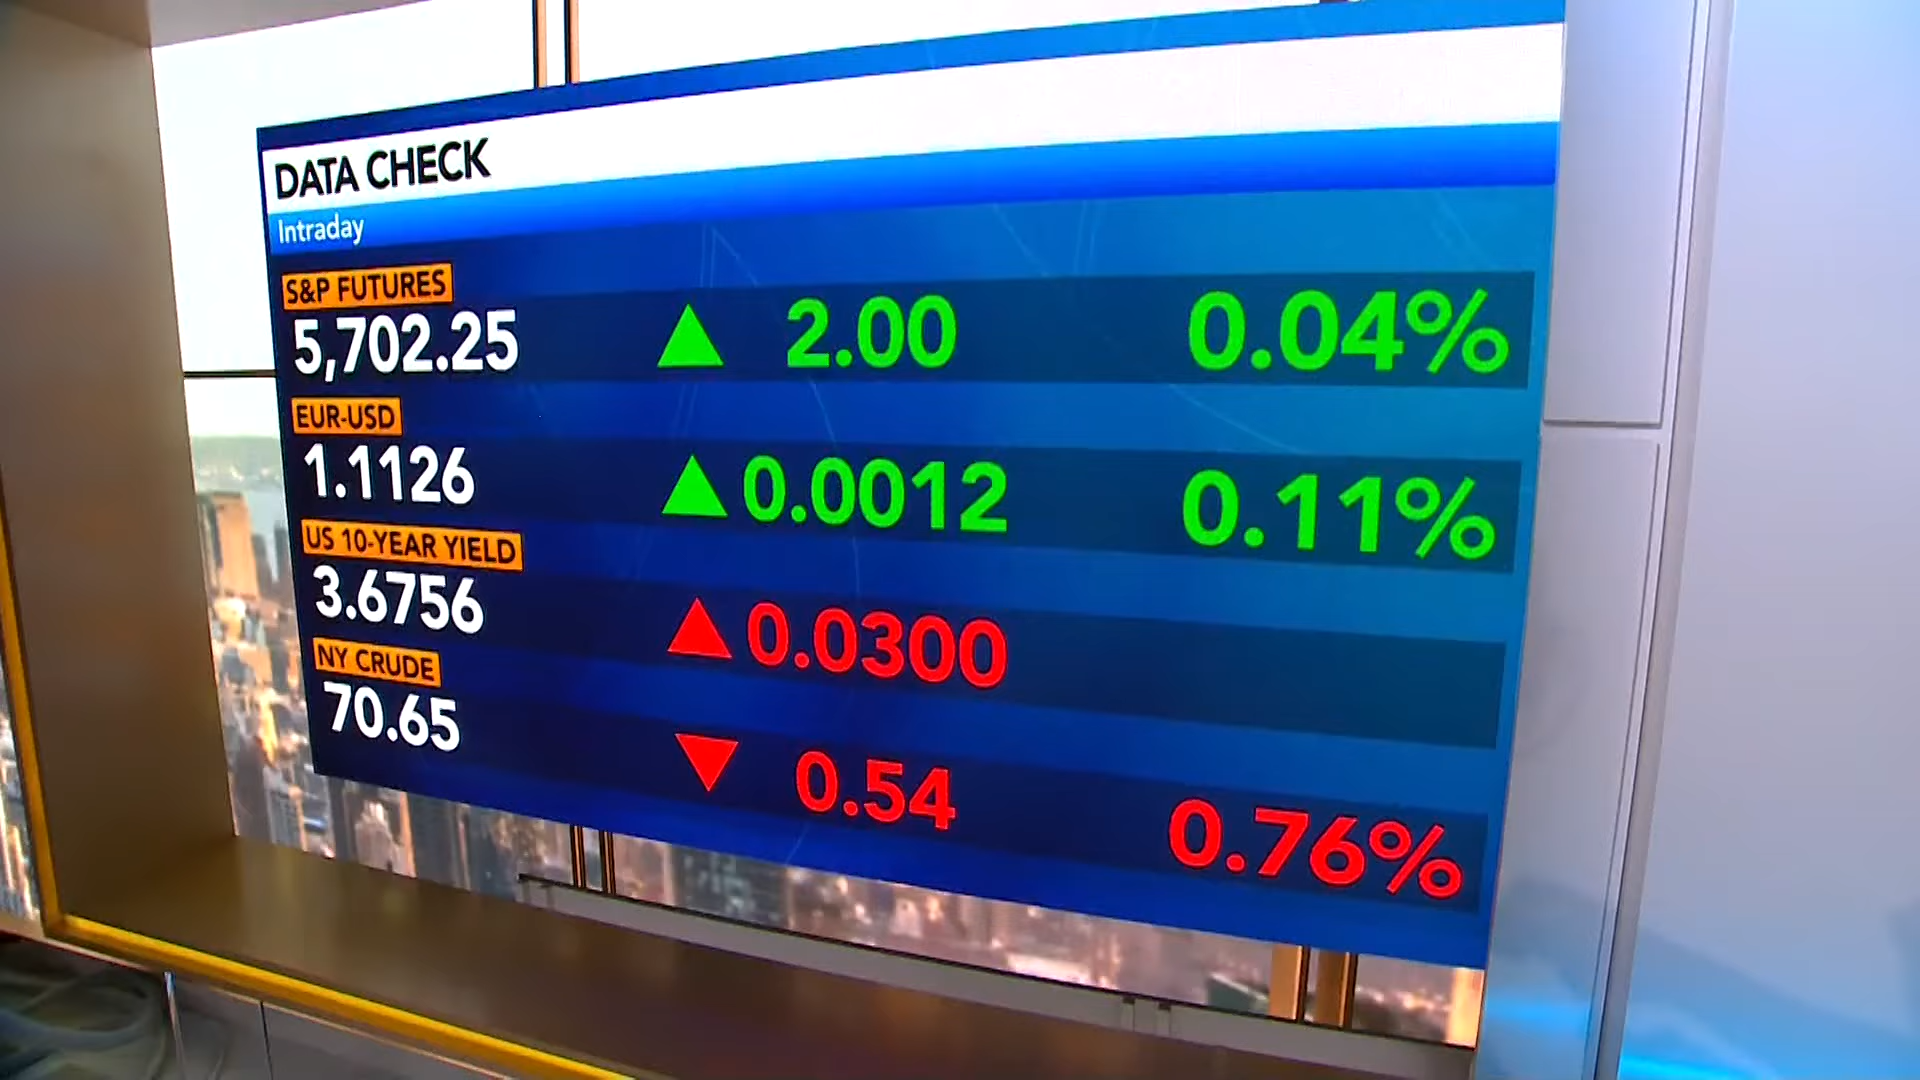 DATA CHECK
Intraday
S&P FUTURES
5,702.25 ▲ 2.00 0.04%
EUR-USD
1.1126 ▲ 0.0012 0.11%
US 10-YEAR YIELD
3.6756 ▲ 0.0300
NY CRUDE
70.65 ▼ 0.54 0.76%